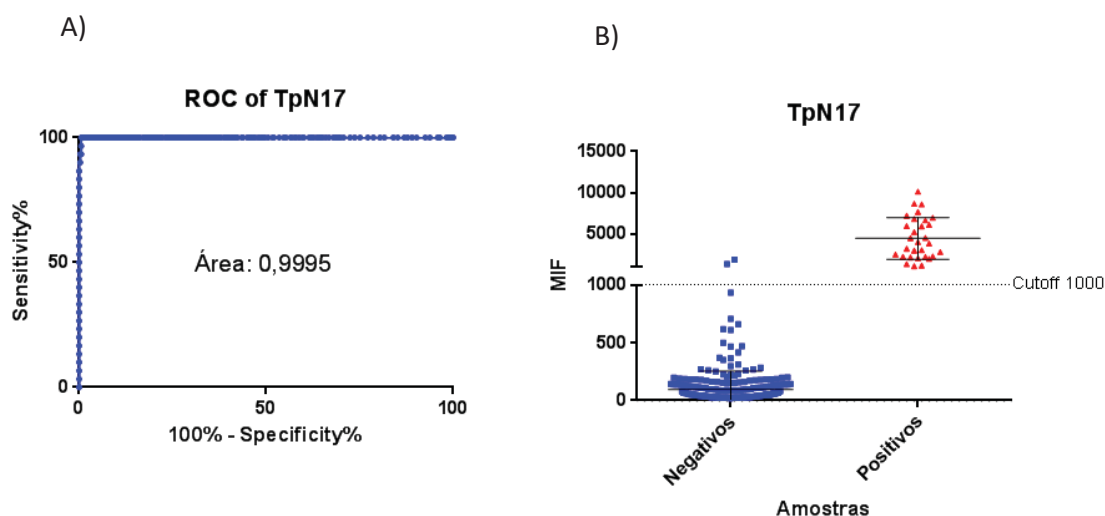 A)
ROC of TpN17
100
50
0
Sensitivity%
Área: 0,9995
0
50
100
100% - Specificity%
B)
TpN17
15000
10000
5000
1000
500
0
MIF
Cutoff 1000
Negativos
Positivos
Amostras